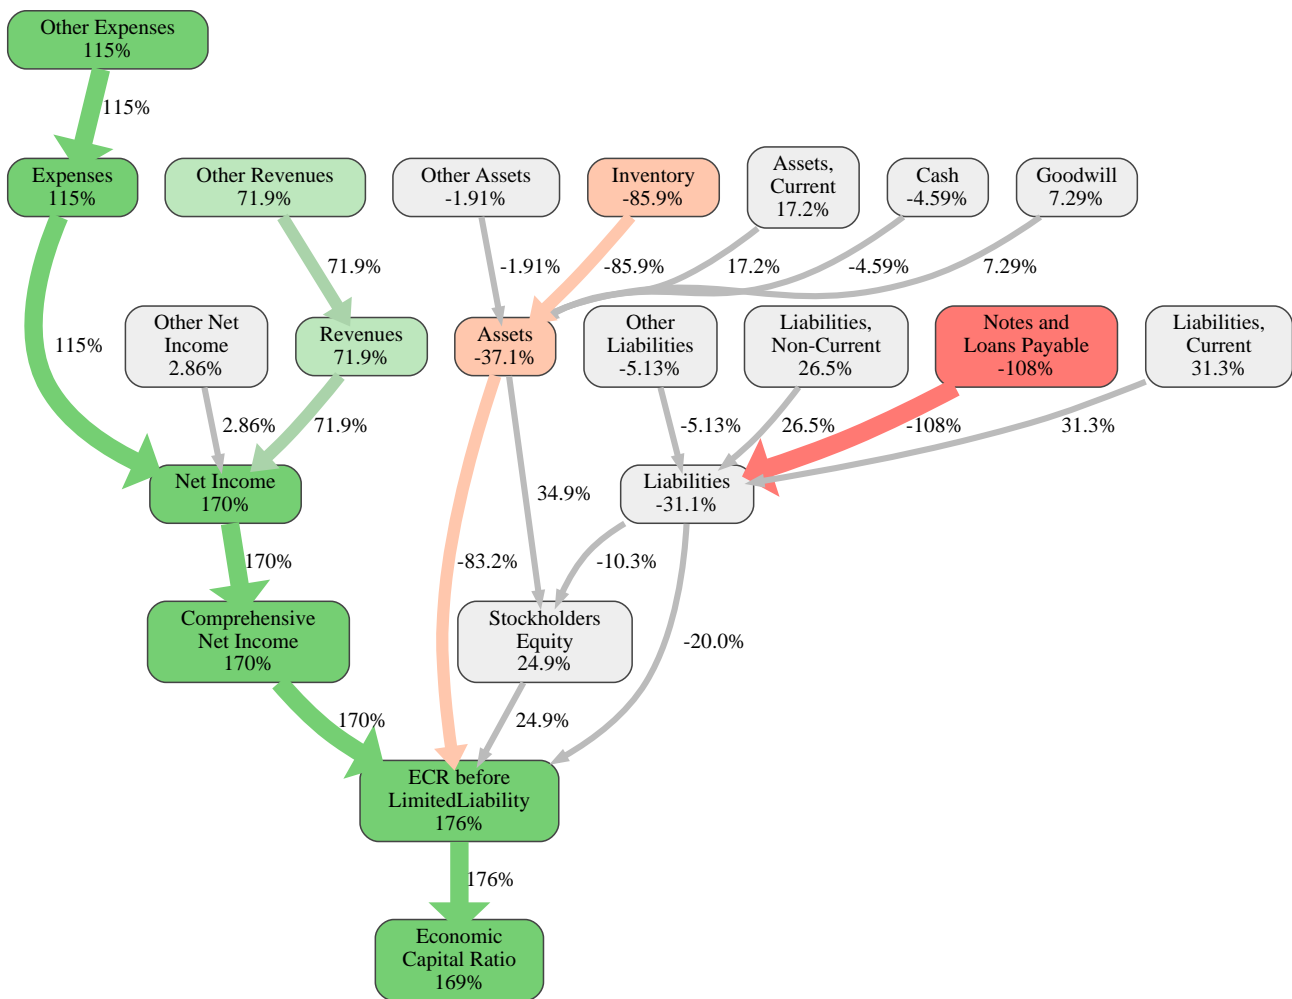 Other Expenses
115%
115%
Expenses
115%
Other Revenues
71.9%
Other Assets
-1.91%
Inventory
-85.9%
Assets,
Current
17.2%
Cash
-4.59%
Goodwill
7.29%
71.9%
-1.91%
-85.9%
17.2%
-4.59%
7.29%
115%
Other Net
Income
2.86%
Revenues
71.9%
Assets
-37.1%
Other
Liabilities
-5.13%
Liabilities,
Non-Current
26.5%
Notes and
Loans Payable
-108%
Liabilities,
Current
31.3%
2.86%
71.9%
-5.13%
26.5%
-108%
31.3%
Net Income
170%
34.9%
Liabilities
-31.1%
170%
-83.2%
-10.3%
Comprehensive
Net Income
170%
Stockholders
Equity
24.9%
-20.0%
170%
24.9%
ECR before
LimitedLiability
176%
176%
Economic
Capital Ratio
169%